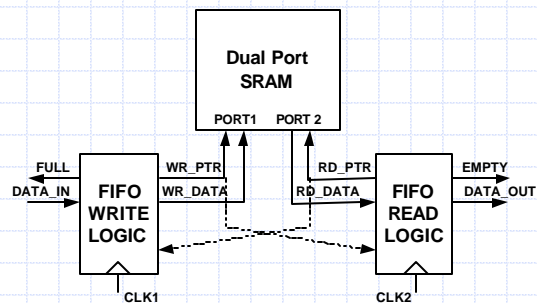 Dual Port
SRAM
PORT1 PORT 2
FULL WR_PTR RD_PTR EMPTY
DATA_IN WR_DATA RD_DATA DATA_OUT
FIFO
WRITE
LOGIC
FIFO
READ
LOGIC
CLK1 CLK2